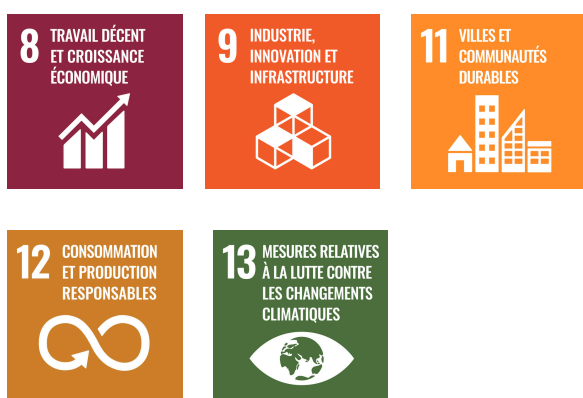 8
TRAVAIL DÉCENT
ET CROISSANCE
ÉCONOMIQUE
9
INDUSTRIE,
INNOVATION ET
INFRASTRUCTURE
11
VILLES ET
COMMUNAUTÉS
DURABLES
12
CONSOMMATION
ET PRODUCTION
RESPONSABLES
13
MESURES RELATIVES
À LA LUTTE CONTRE
LES CHANGEMENTS
CLIMATIQUES